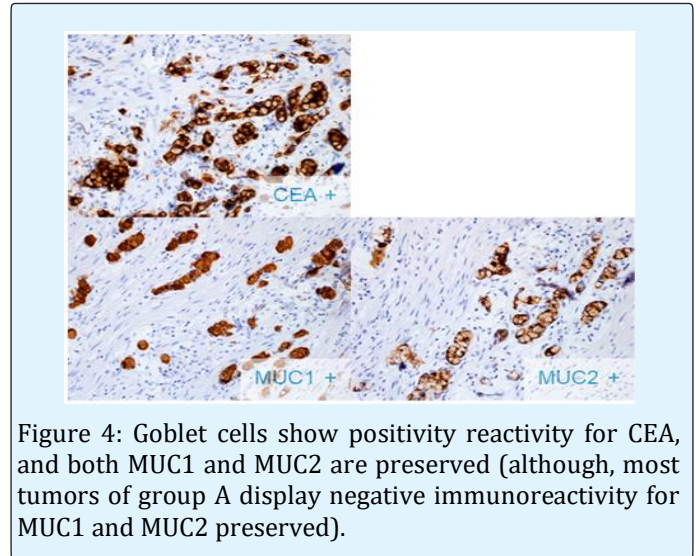 CEA +
MUC1 +
MUC2 +
Figure 4: Goblet cells show positivity reactivity for CEA,
and both MUC1 and MUC2 are preserved (although, most
tumors of group A display negative immunoreactivity for
MUC1 and MUC2 preserved).